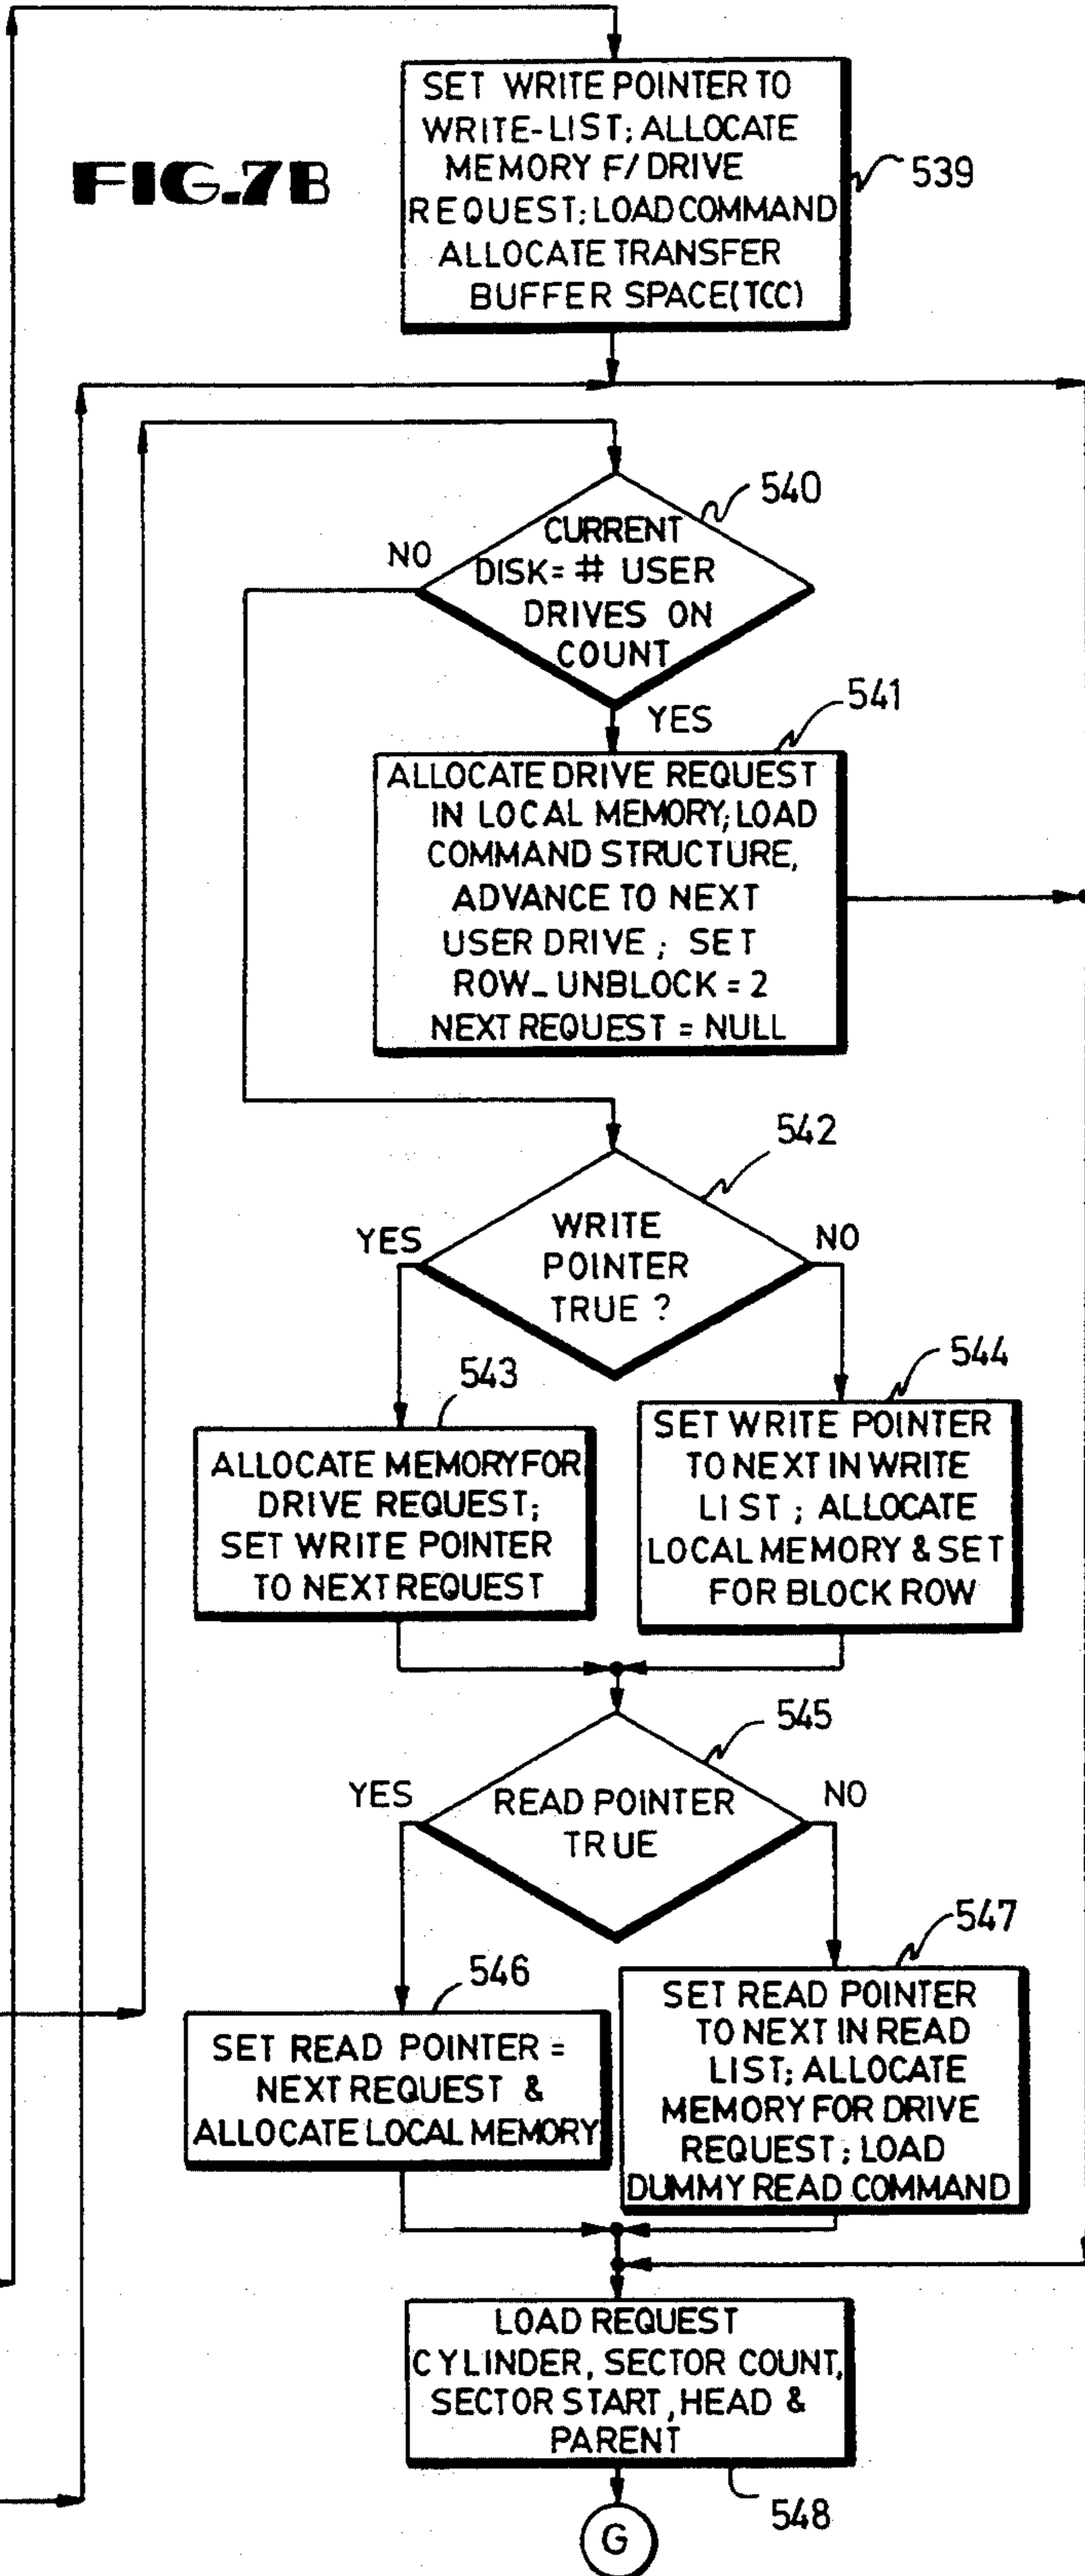 FIG.7B
SET WRITE POINTER TO
WRITE-LIST; ALLOCATE
MEMORY F/ DRIVE
REQUEST; LOAD COMMAND
ALLOCATE TRANSFER
BUFFER SPACE(TCC)
539
540
CURRENT
DISK= # USER
DRIVES ON
COUNT
NO
YES
541
ALLOCATE DRIVE REQUEST
IN LOCAL MEMORY; LOAD
COMMAND STRUCTURE,
ADVANCE TO NEXT
USER DRIVE ; SET
ROW_UNBLOCK = 2
NEXT REQUEST = NULL
542
WRITE
POINTER
TRUE ?
YES
NO
543
ALLOCATE MEMORY FOR
DRIVE REQUEST;
SET WRITE POINTER
TO NEXT REQUEST
544
SET WRITE POINTER
TO NEXT IN WRITE
LIST ; ALLOCATE
LOCAL MEMORY & SET
FOR BLOCK ROW
545
READ POINTER
TRUE
YES
NO
546
SET READ POINTER =
NEXT REQUEST &
ALLOCATE LOCAL MEMORY
547
SET READ POINTER
TO NEXT IN READ
LIST; ALLOCATE
MEMORY FOR DRIVE
REQUEST; LOAD
DUMMY READ COMMAND
LOAD REQUEST
CYLINDER, SECTOR COUNT,
SECTOR START, HEAD &
PARENT
548
G